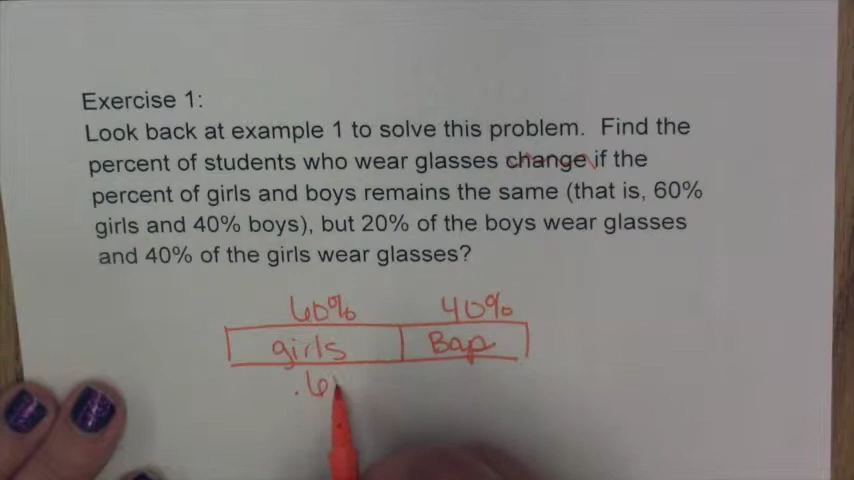 Exercise 1:
Look back at example 1 to solve this problem. Find the
percent of students who wear glasses change if the
percent of girls and boys remains the same (that is, 60%
girls and 40% boys), but 20% of the boys wear glasses
and 40% of the girls wear glasses?
60% 40%
girls Boys
.6